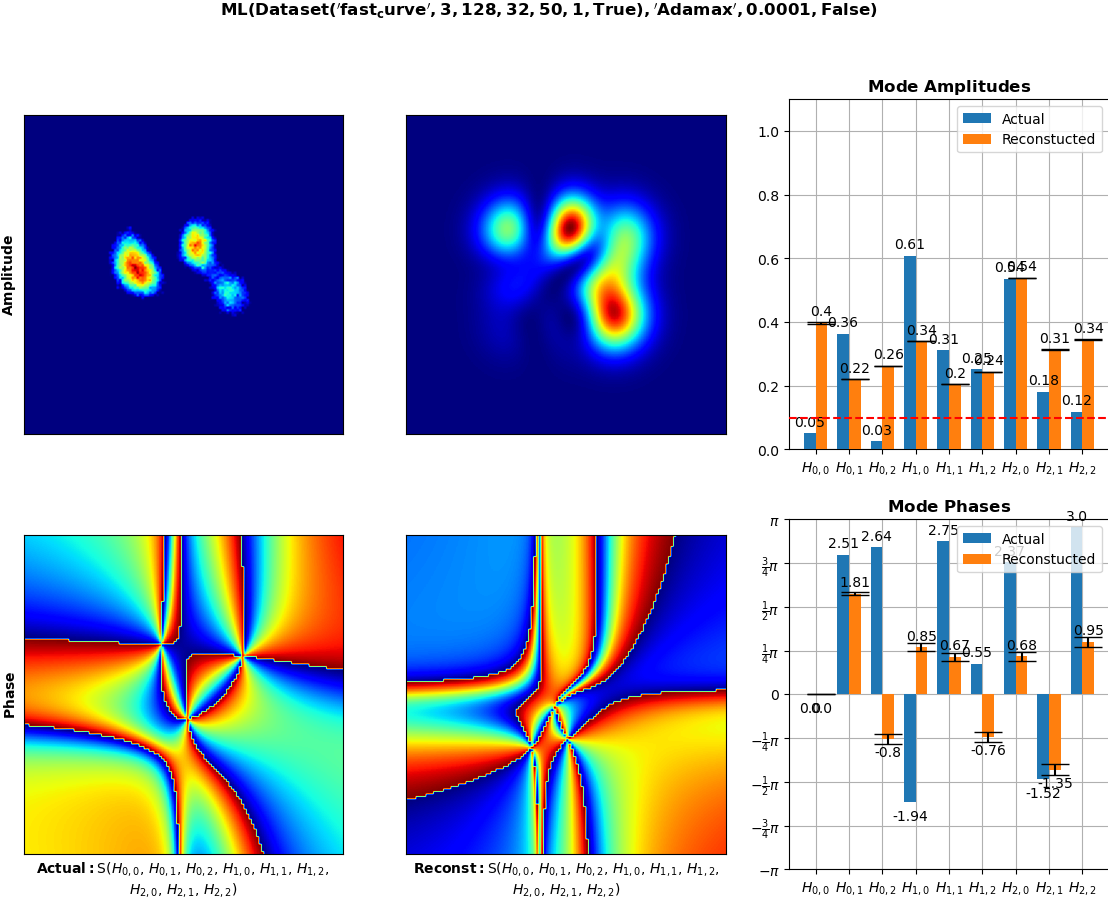 ML(Dataset('fast_curve', 3, 128, 32, 50, 1, True), 'Adamax', 0.0001, False)
Amplitude
Mode Amplitudes
Actual
Reconstucted
1.0
0.8
0.6
0.4
0.2
0.0
0.05
0.4
0.36
0.22
0.03
0.26
0.61
0.34
0.31
0.2
0.25
0.24
0.54
0.54
0.18
0.31
0.12
0.34
H0,0 H0,1 H0,2 H1,0 H1,1 H1,2 H2,0 H2,1 H2,2
Phase
Mode Phases
Actual
Reconstucted
π
3/4π
1/2π
1/4π
0
−1/4π
−1/2π
−3/4π
−π
0.0
0.0
2.51
1.81
2.64
-0.8
-1.94
0.85
2.75
0.67
0.55
-0.76
2.37
0.68
-1.52
-1.35
3.0
0.95
H0,0 H0,1 H0,2 H1,0 H1,1 H1,2 H2,0 H2,1 H2,2
Actual: S(H0,0, H0,1, H0,2, H1,0, H1,1, H1,2,
H2,0, H2,1, H2,2)
Reconst: S(H0,0, H0,1, H0,2, H1,0, H1,1, H1,2,
H2,0, H2,1, H2,2)